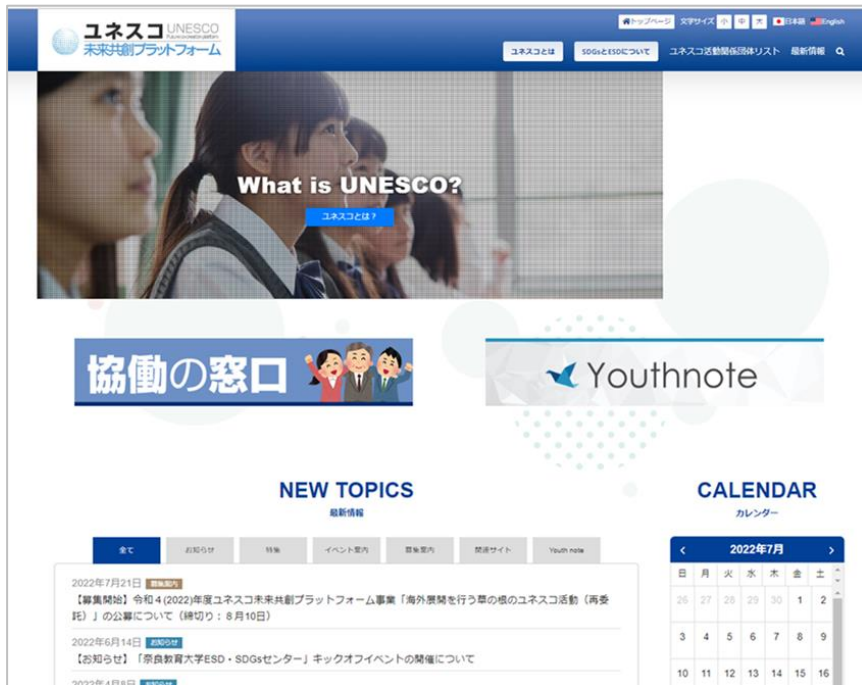 ユネスコ UNESCO
未来共創プラットフォーム
トップページ 文字サイズ 小 中 大 日本語 English
ユネスコとは SDGsとESDについて ユネスコ活動関係団体リスト 最新情報
What is UNESCO?
ユネスコとは？
協働の窓口
Youthnote
NEW TOPICS
最新情報
全て お知らせ 特集 イベント案内 募集案内 関連サイト Youth note
2022年7月21日 募集案内
【募集開始】令和４(2022)年度ユネスコ未来共創プラットフォーム事業「海外展開を行う草の根のユネスコ活動（再委
託）」の公募について（締切り：８月10日）
2022年6月14日 お知らせ
【お知らせ】「奈良教育大学ESD・SDGsセンター」キックオフイベントの開催について
2022年4月8日 お知らせ
CALENDAR
カレンダー
2022年7月
日 月 火 水 木 金 土
26 27 28 29 30 1 2
3 4 5 6 7 8 9
10 11 12 13 14 15 16